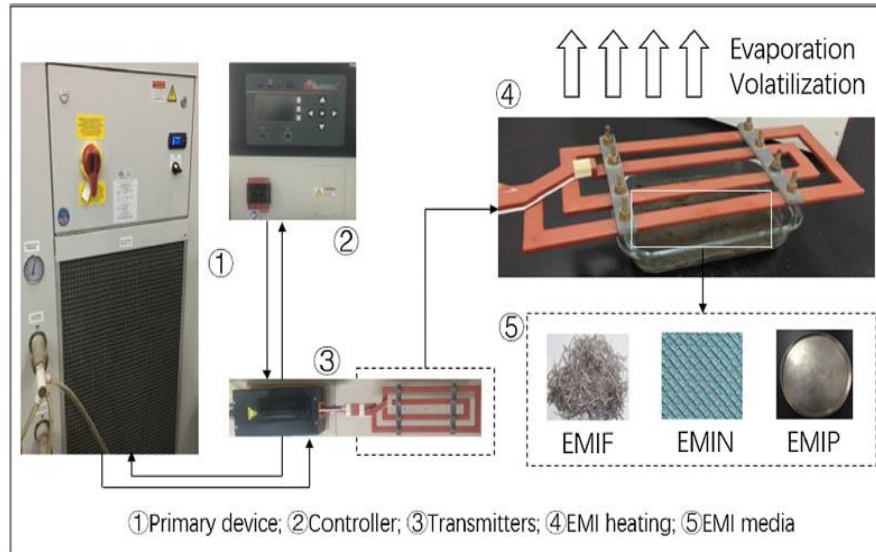 Evaporation
Volatilization
①
②
③
④
⑤
EMIF EMIN EMIP
①Primary device; ②Controller; ③Transmitters; ④EMI heating; ⑤EMI media